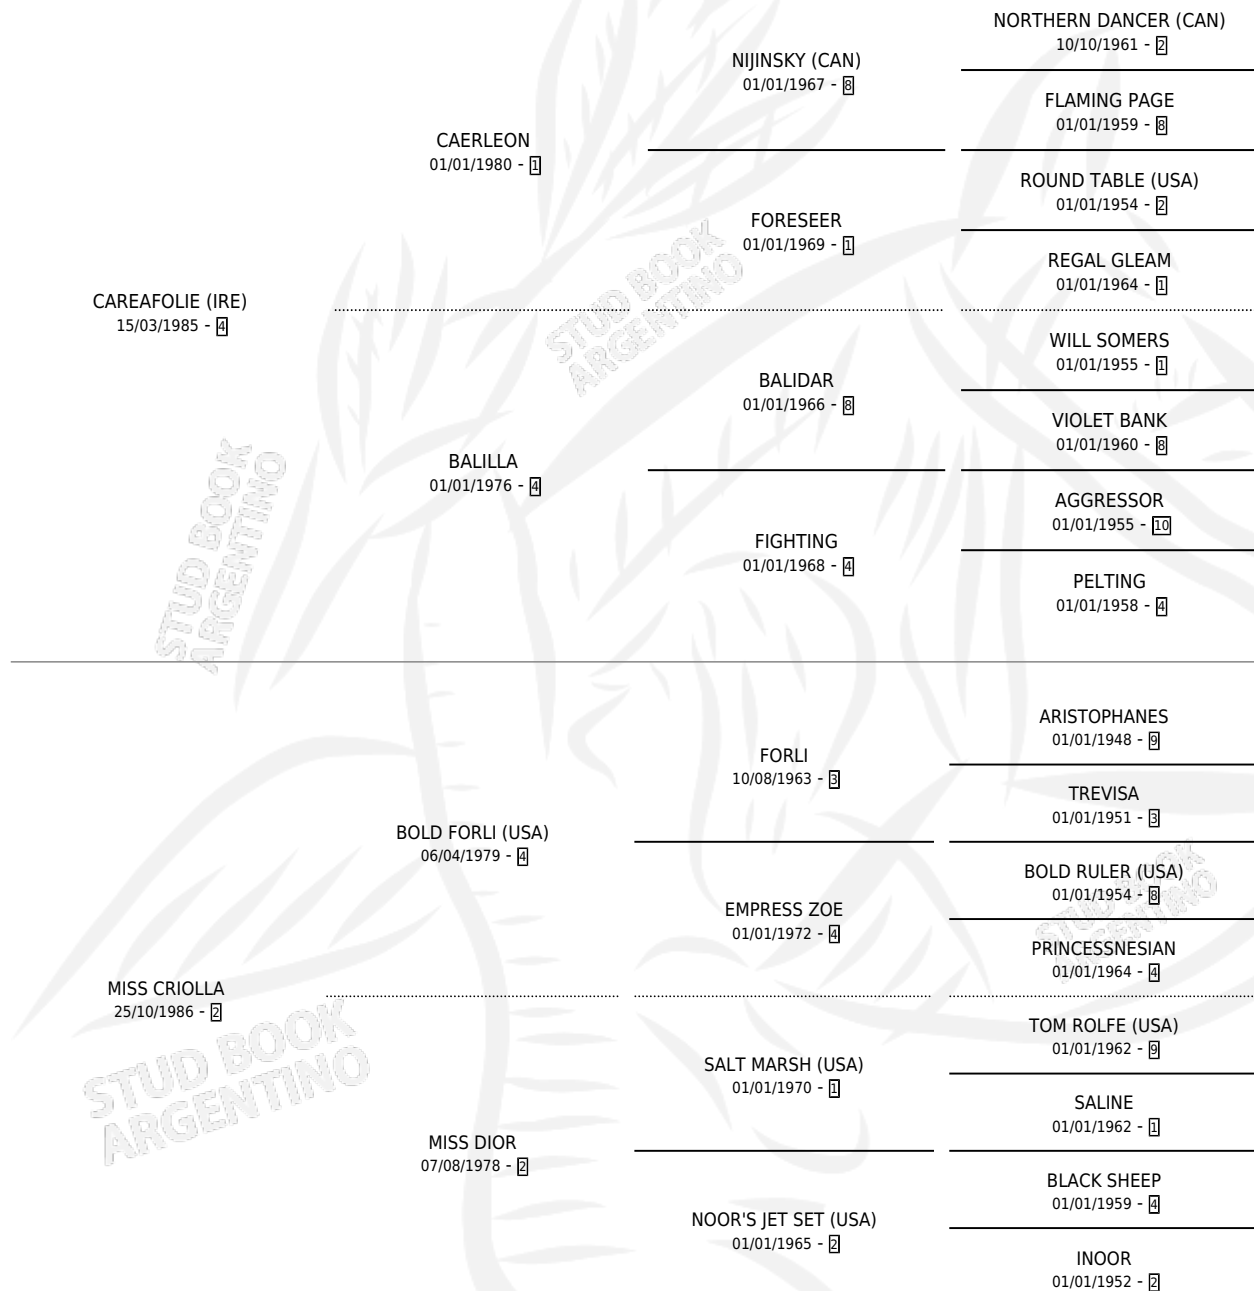 NORTHERN DANCER (CAN)
10/10/1961 - 2
NIJINSKY (CAN)
01/01/1967 - 8
FLAMING PAGE
01/01/1959 - 8
CAERLEON
01/01/1980 - 1
ROUND TABLE (USA)
01/01/1954 - 2
FORESEER
01/01/1969 - 1
REGAL GLEAM
01/01/1964 - 1
CAREAFOLIE (IRE)
15/03/1985 - 4
WILL SOMERS
01/01/1955 - 1
BALIDAR
01/01/1966 - 8
VIOLET BANK
01/01/1960 - 8
BALILLA
01/01/1976 - 4
AGGRESSOR
01/01/1955 - 10
FIGHTING
01/01/1968 - 4
PELTING
01/01/1958 - 4
STUD BOOK
ARGENTINO
STUD BOOK
ARGENTINO
ARISTOPHANES
01/01/1948 - 9
FORLI
10/08/1963 - 3
TREVISA
01/01/1951 - 3
BOLD FORLI (USA)
06/04/1979 - 4
BOLD RULER (USA)
01/01/1954 - 8
EMPRESS ZOE
01/01/1972 - 4
PRINCESSNESIAN
01/01/1964 - 4
STUD BOOK
ARGENTINO
MISS CRIOLLA
25/10/1986 - 2
TOM ROLFE (USA)
01/01/1962 - 9
SALT MARSH (USA)
01/01/1970 - 1
SALINE
01/01/1962 - 1
STUD BOOK
ARGENTINO
MISS DIOR
07/08/1978 - 2
BLACK SHEEP
01/01/1959 - 4
NOOR'S JET SET (USA)
01/01/1965 - 2
INOOR
01/01/1952 - 2